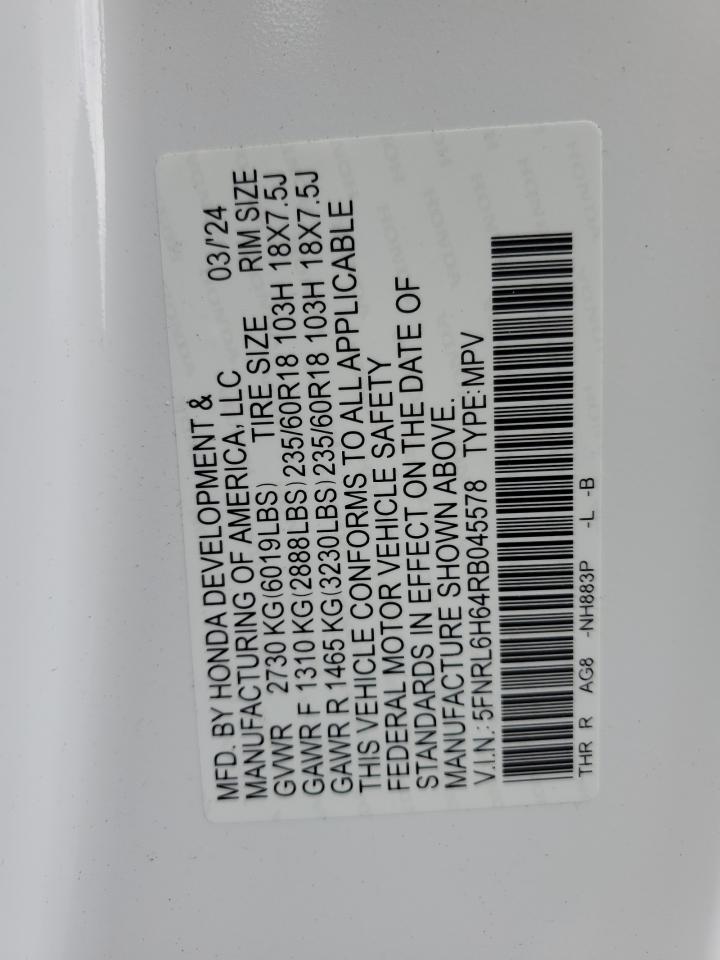 MFD. BY HONDA DEVELOPMENT & 03/'24
MANUFACTURING OF AMERICA, LLC
GVWR 2730 KG(6019LBS) TIRE SIZE RIM SIZE
GAWR F 1310 KG(2888LBS)235/60R18 103H 18X7.5J
GAWR R 1465 KG(3230LBS)235/60R18 103H 18X7.5J
THIS VEHICLE CONFORMS TO ALL APPLICABLE
FEDERAL MOTOR VEHICLE SAFETY
STANDARDS IN EFFECT ON THE DATE OF
MANUFACTURE SHOWN ABOVE.
V.I.N.: 5FNRL6H64RB045578 TYPE:MPV
THR R AG8 -NH883P -L -B